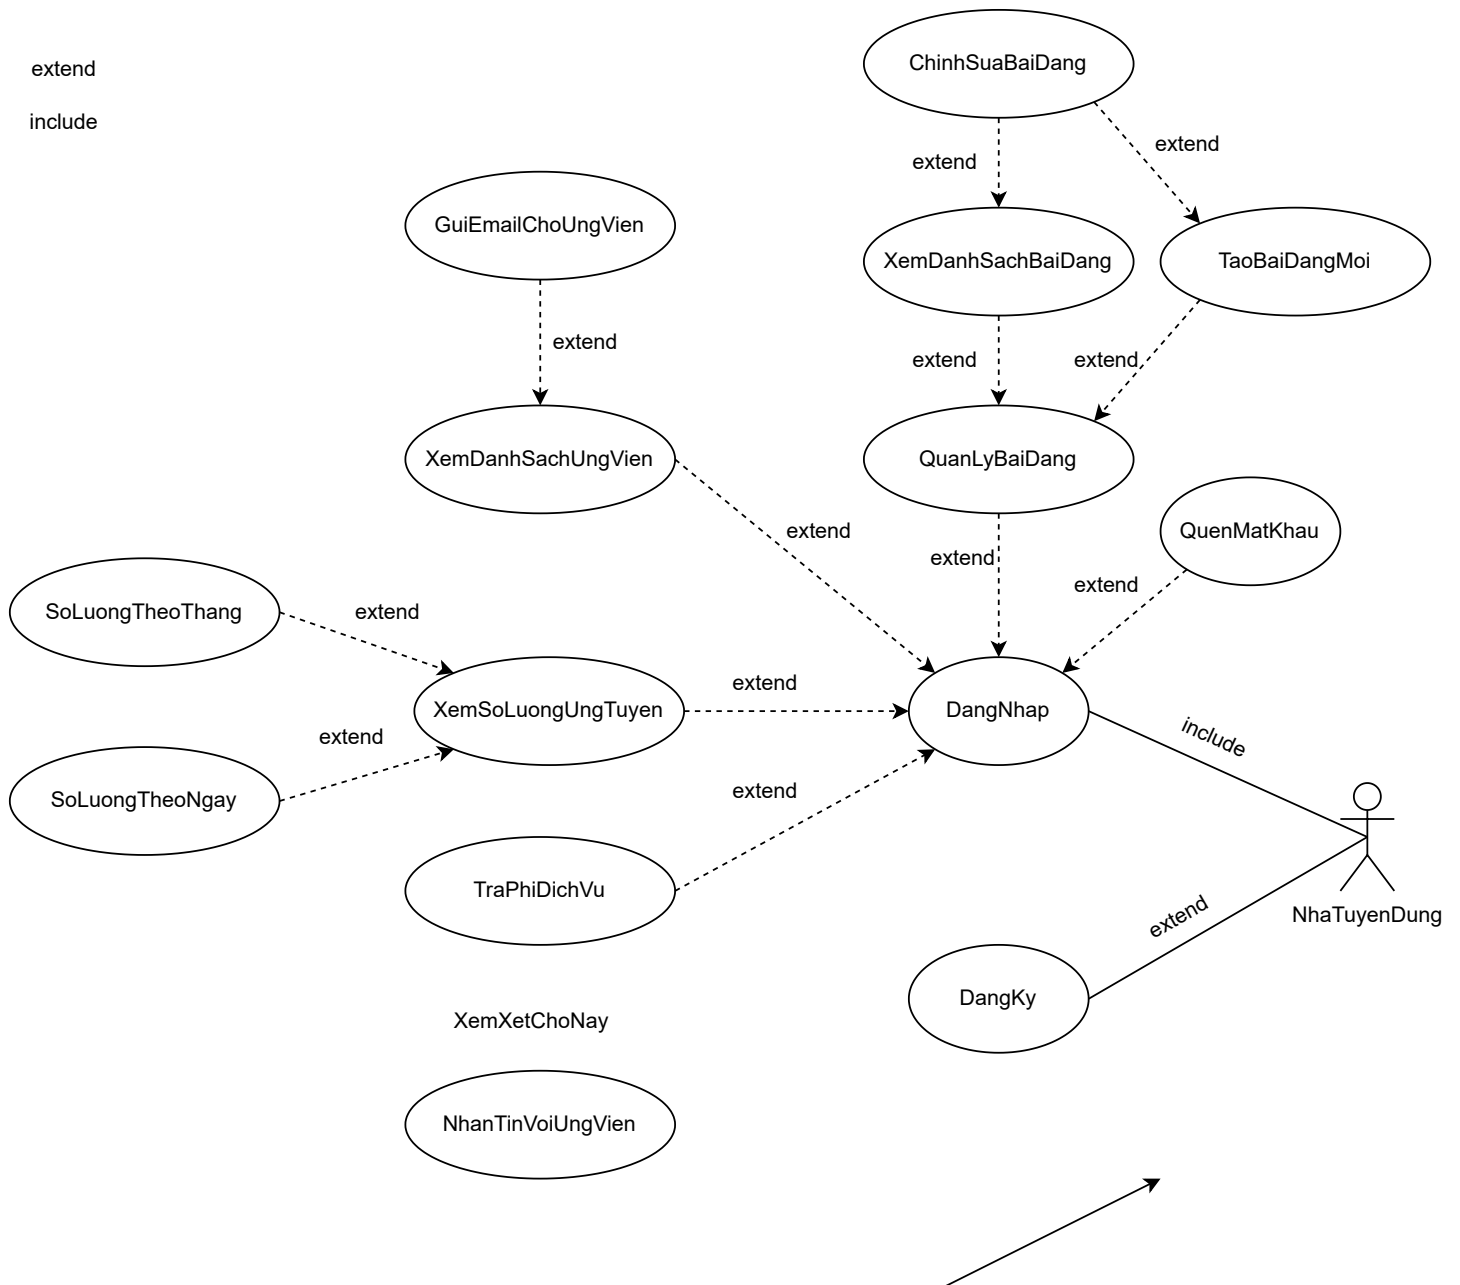 ChinhSuaBaiDang
extend
include
extend
extend
GuiEmailChoUngVien
XemDanhSachBaiDang
TaoBaiDangMoi
extend
extend
extend
XemDanhSachUngVien
QuanLyBaiDang
extend
QuenMatKhau
extend
extend
SoLuongTheoThang
extend
extend
XemSoLuongUngTuyen
DangNhap
extend
include
SoLuongTheoNgay
extend
TraPhiDichVu
extend
NhaTuyenDung
DangKy
XemXetChoNay
NhanTinVoiUngVien